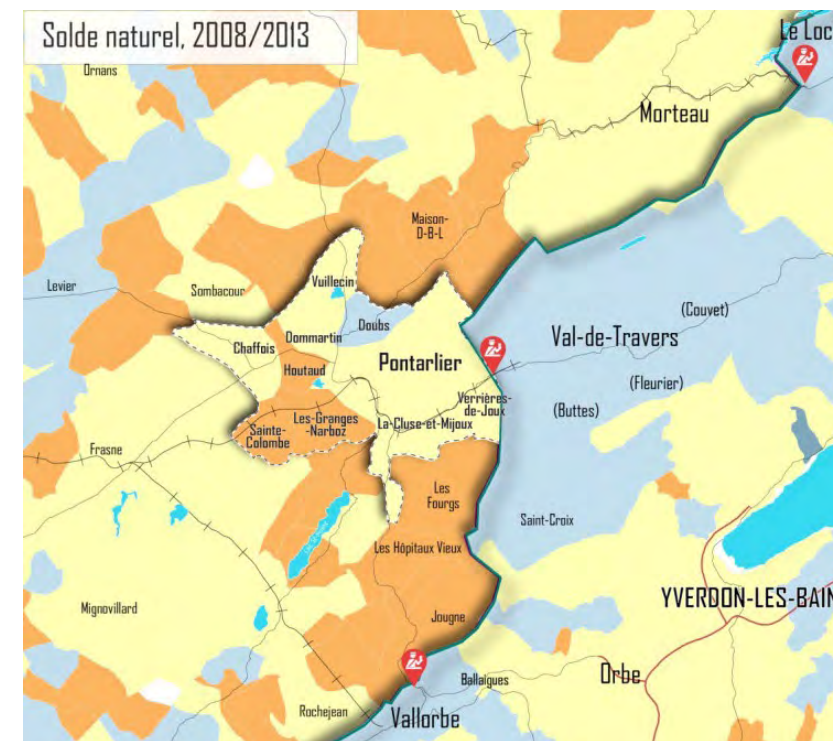 Solde naturel, 2008/2013
Le Loc
Ornans
Morteau
Maison-
D-B-L
Levier
Sombacour
Vuillecin
Doubs
(Couvet)
Dommartin
Val-de-Travers
Chaffois
Pontarlier
Houtaud
(Fleurier)
Verrières-
de-Joux
(Buttes)
Les-Granges
-Narboz
La-Cluse-et-Mijoux
Sainte-
Colombe
Frasne
Les
Fourgs
Saint-Croix
Les Hôpitaux Vieux
Mignovillard
YVERDON-LES-BAIN
Jougne
Orbe
Ballaigues
Rochejean
Vallorbe